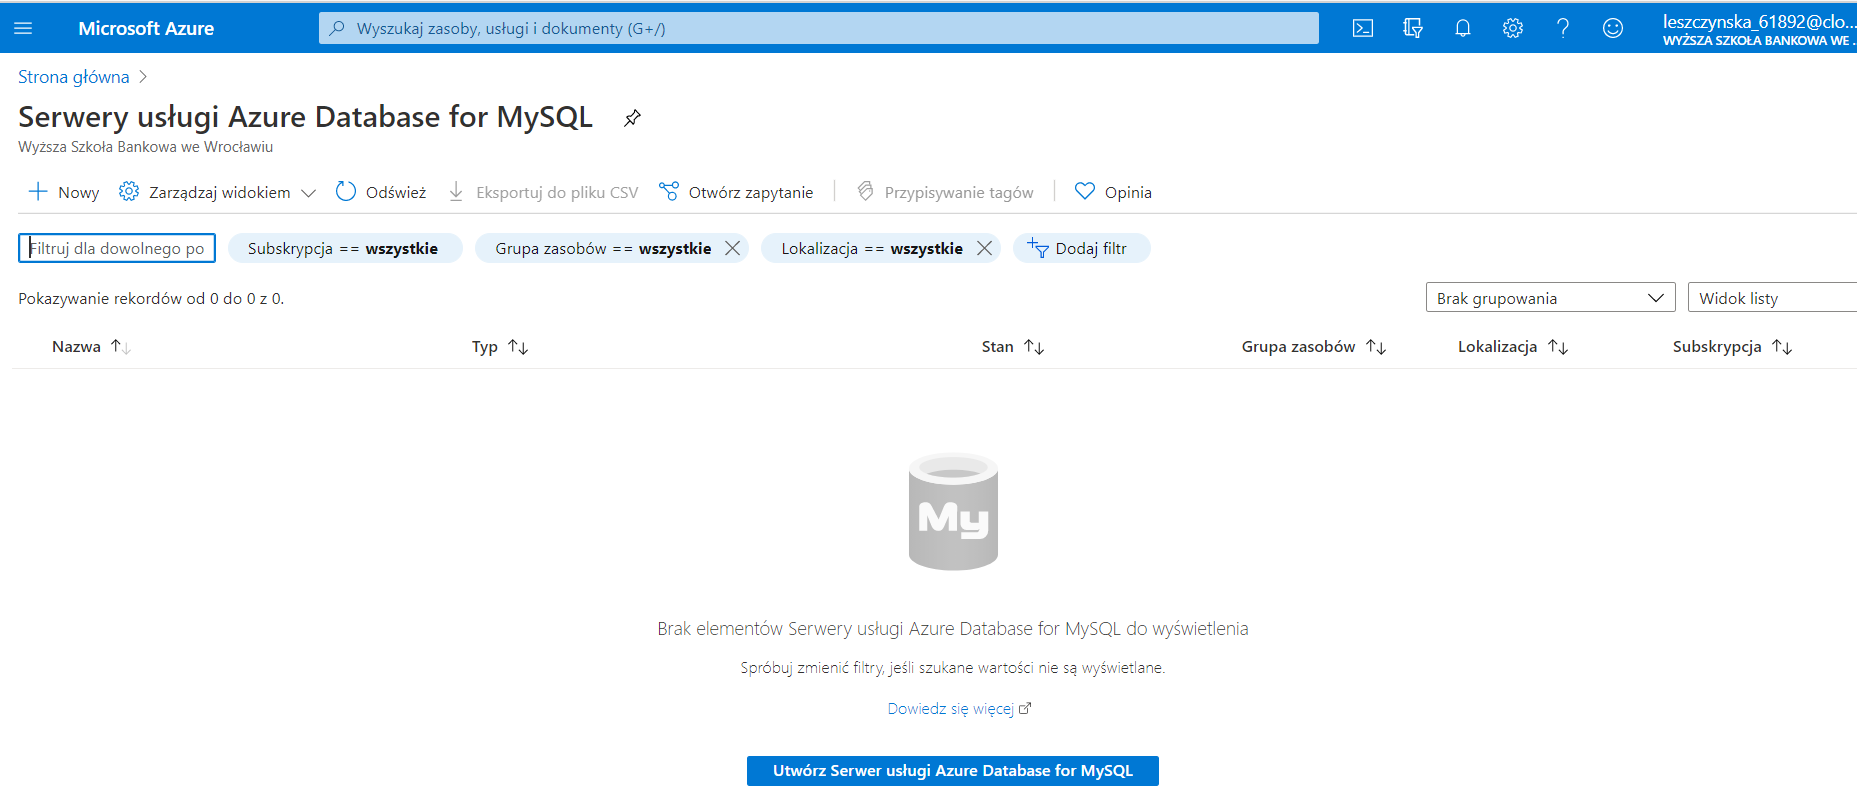 Microsoft Azure
Wyszukaj zasoby, usługi i dokumenty (G+/)
leszczynska_61892@clo...
WYŻSZA SZKOŁA BANKOWA WE ...
Strona główna
Serwery usługi Azure Database for MySQL
Wyższa Szkoła Bankowa we Wrocławiu
Nowy Zarządzaj widokiem Odśwież Eksportuj do pliku CSV Otwórz zapytanie Przypisywanie tagów Opinia
Filtruj dla dowolnego po Subskrypcja == wszystkie Grupa zasobów == wszystkie Lokalizacja == wszystkie Dodaj filtr
Pokazywanie rekordów od 0 do 0 z 0. Brak grupowania Widok listy
Nazwa Typ Stan Grupa zasobów Lokalizacja Subskrypcja
My
Brak elementów Serwery usługi Azure Database for MySQL do wyświetlenia
Spróbuj zmienić filtry, jeśli szukane wartości nie są wyświetlane.
Dowiedz się więcej
Utwórz Serwer usługi Azure Database for MySQL